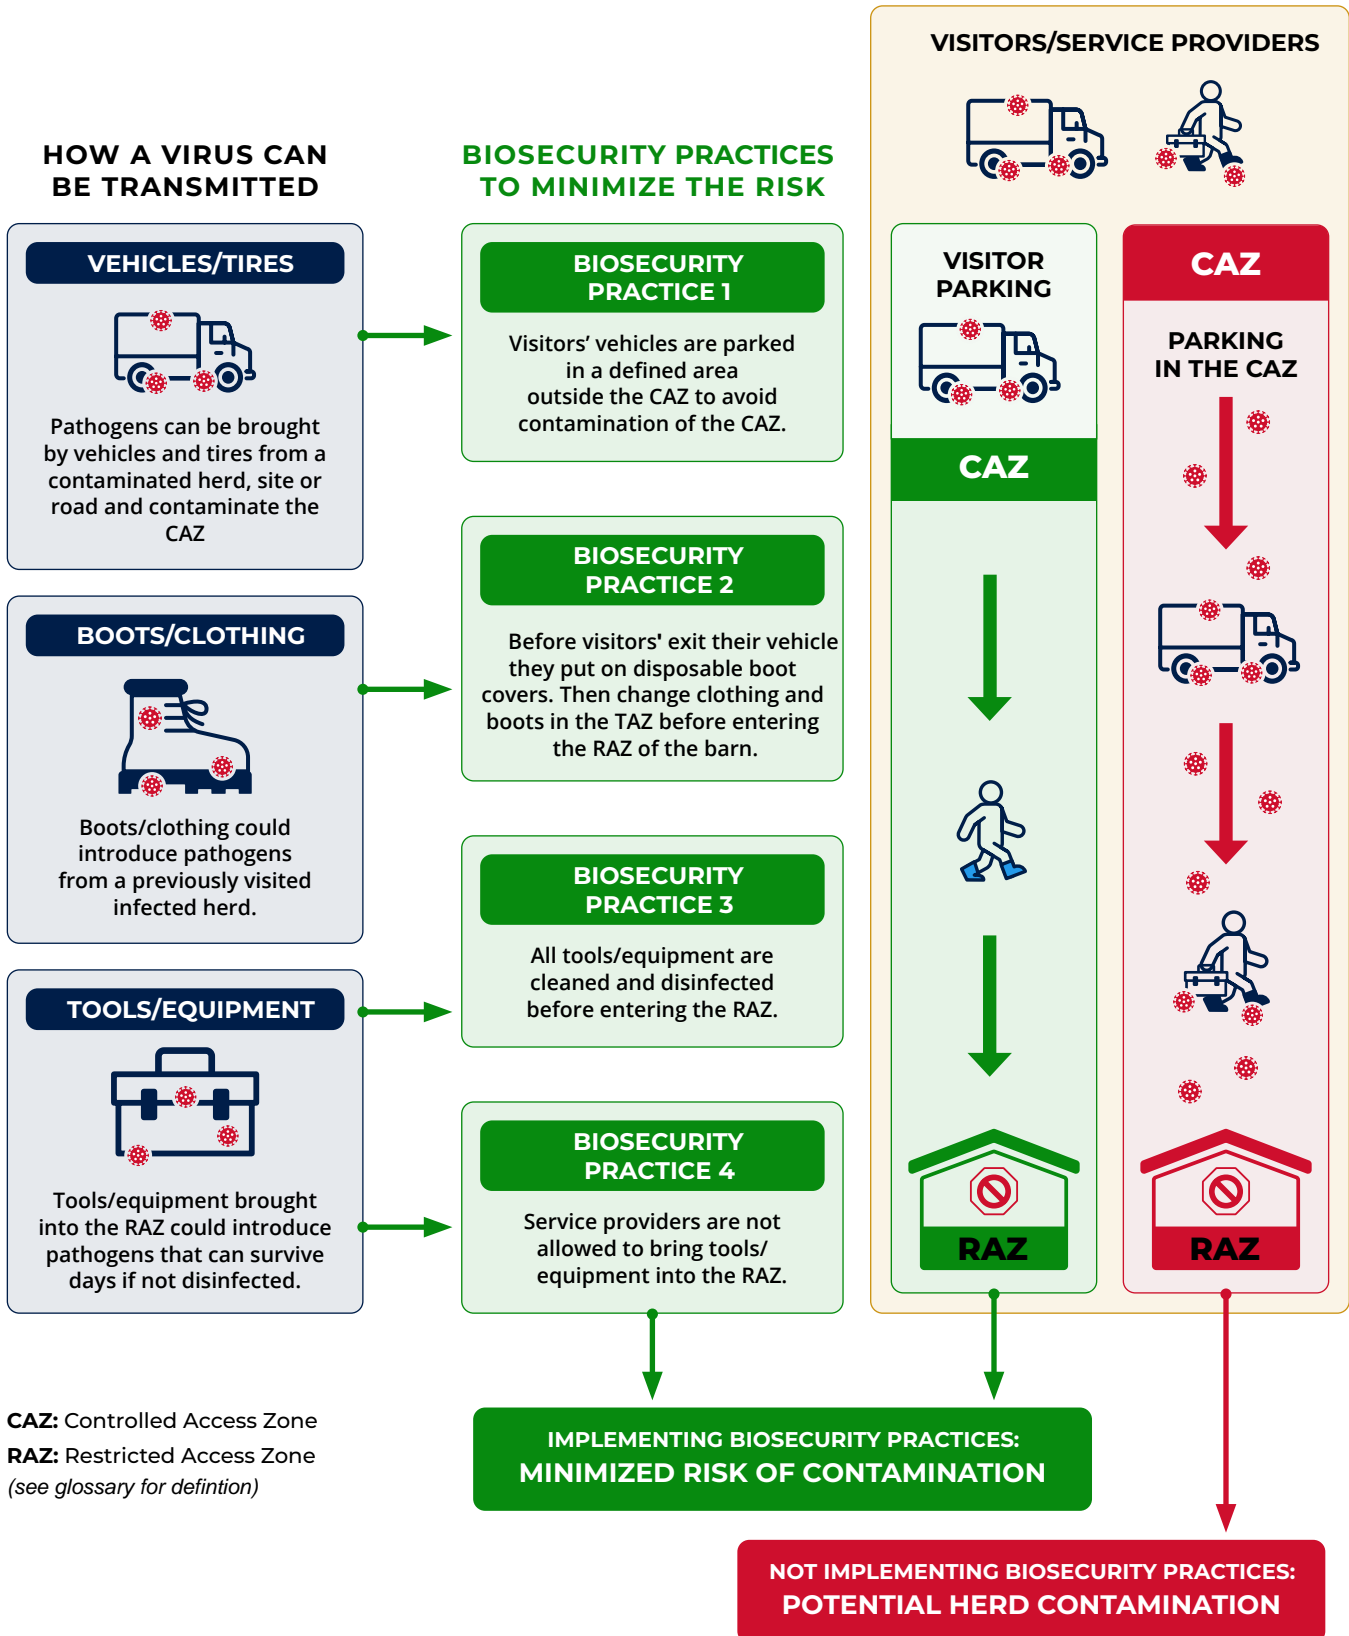 HOW A VIRUS CAN
BE TRANSMITTED
VEHICLES/TIRES
Pathogens can be brought
by vehicles and tires from a
contaminated herd, site or
road and contaminate the
CAZ
BOOTS/CLOTHING
Boots/clothing could
introduce pathogens
from a previously visited
infected herd.
TOOLS/EQUIPMENT
Tools/equipment brought
into the RAZ could introduce
pathogens that can survive
days if not disinfected.
BIOSECURITY PRACTICES
TO MINIMIZE THE RISK
BIOSECURITY
PRACTICE 1
Visitors’ vehicles are parked
in a defined area
outside the CAZ to avoid
contamination of the CAZ.
BIOSECURITY
PRACTICE 2
Before visitors' exit their vehicle
they put on disposable boot
covers. Then change clothing and
boots in the TAZ before entering
the RAZ of the barn.
BIOSECURITY
PRACTICE 3
All tools/equipment are
cleaned and disinfected
before entering the RAZ.
BIOSECURITY
PRACTICE 4
Service providers are not
allowed to bring tools/
equipment into the RAZ.
VISITORS/SERVICE PROVIDERS
VISITOR
PARKING
CAZ
RAZ
CAZ
PARKING
IN THE CAZ
RAZ
CAZ: Controlled Access Zone
RAZ: Restricted Access Zone
(see glossary for defintion)
IMPLEMENTING BIOSECURITY PRACTICES:
MINIMIZED RISK OF CONTAMINATION
NOT IMPLEMENTING BIOSECURITY PRACTICES:
POTENTIAL HERD CONTAMINATION